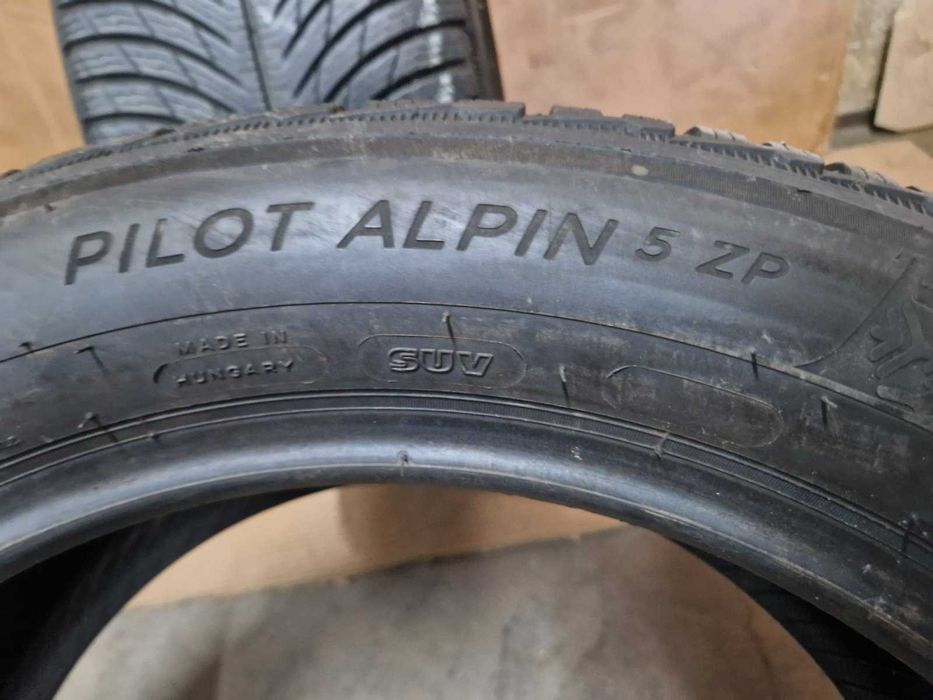 PILOT ALPIN 5 ZP
MADE IN
HUNGARY
SUV